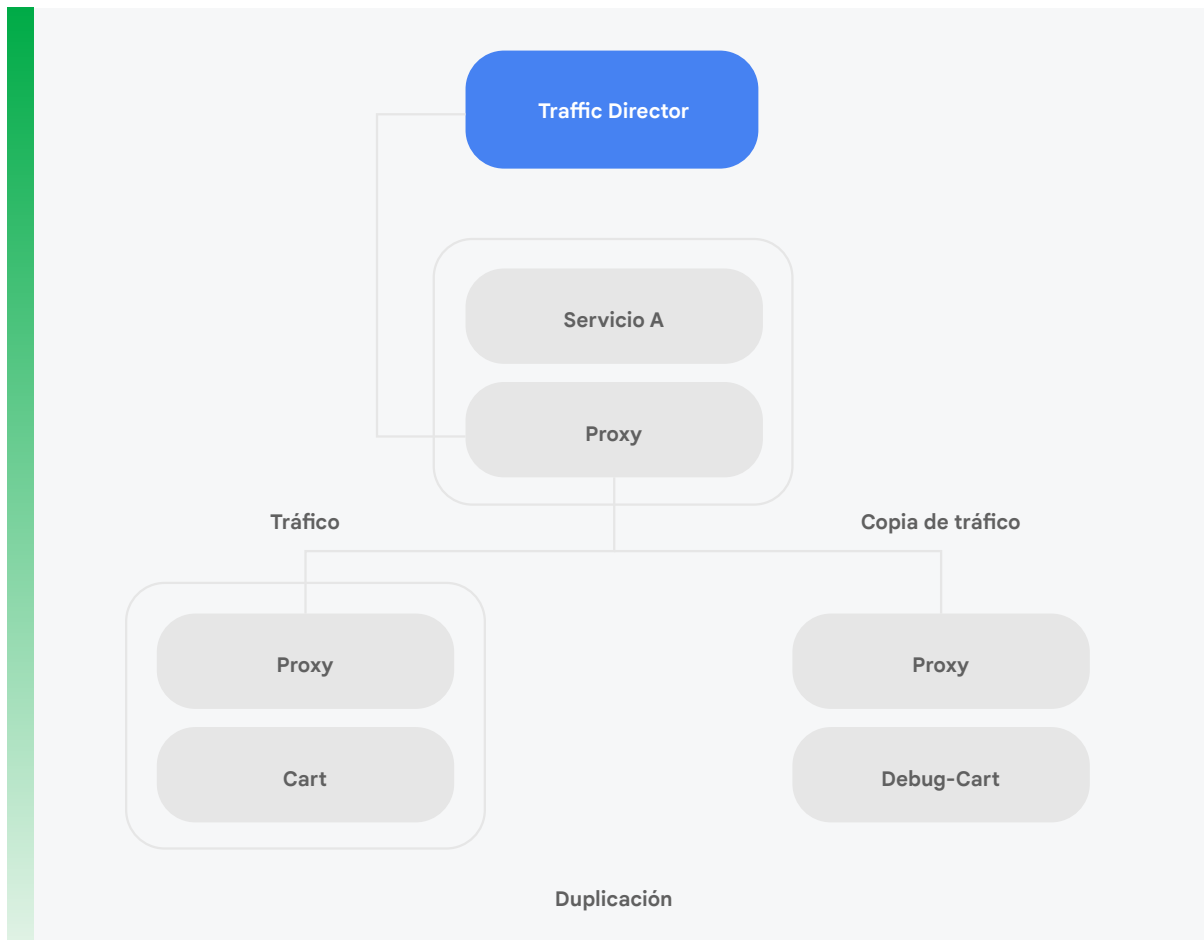 Traffic Director
Servicio A
Proxy
Tráfico
Copia de tráfico
Proxy
Proxy
Cart
Debug-Cart
Duplicación